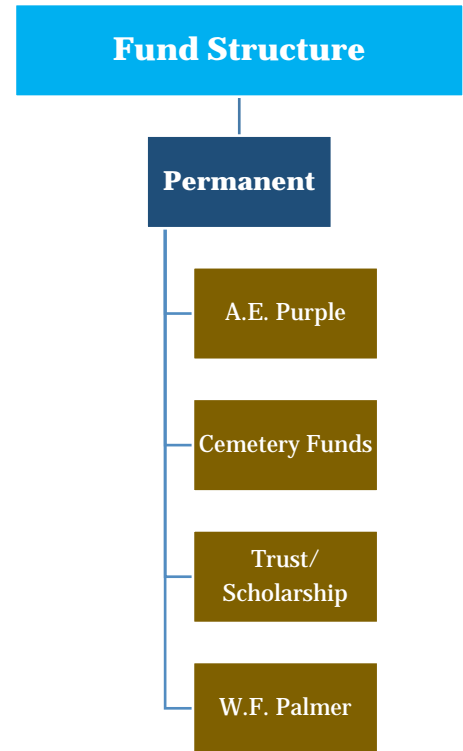 Fund Structure
Permanent
A.E. Purple
Cemetery Funds
Trust/
Scholarship
W.F. Palmer